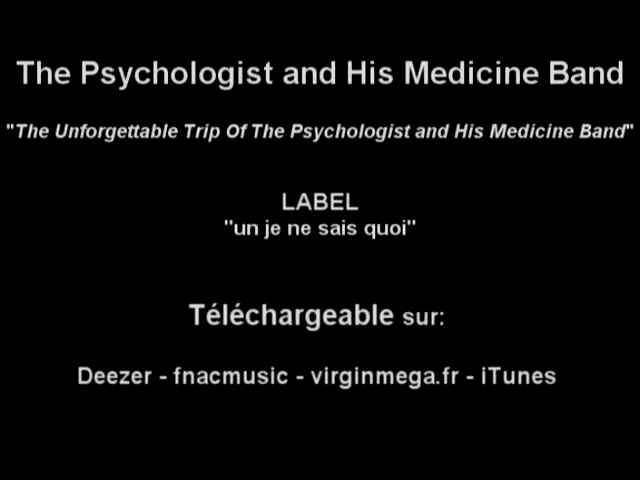 The Psychologist and His Medicine Band
"The Unforgettable Trip Of The Psychologist and His Medicine Band"
LABEL
"un je ne sais quoi"
Téléchargeable sur:
Deezer - fnacmusic - virginmega.fr - iTunes